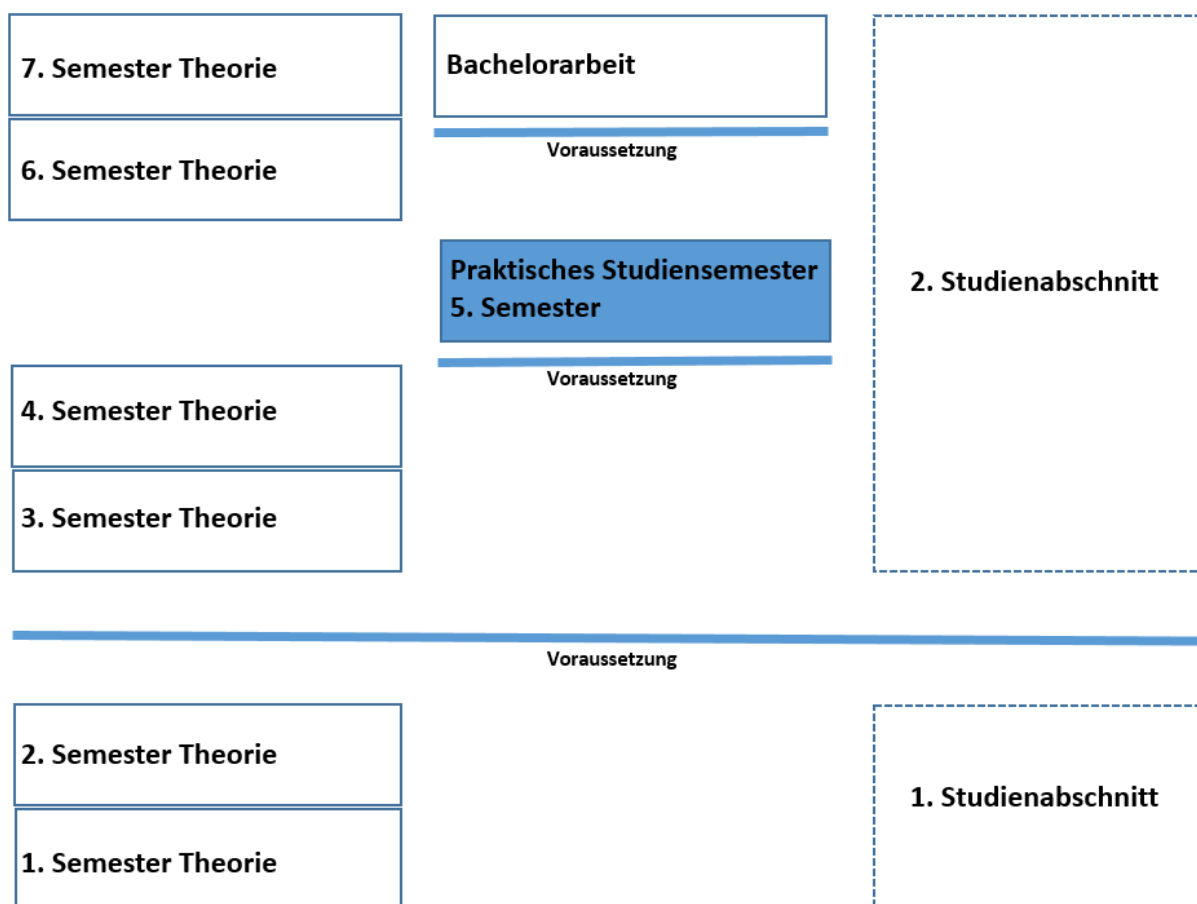 7. Semester Theorie
Bachelorarbeit
Voraussetzung
6. Semester Theorie
Praktisches Studiensemester
5. Semester
2. Studienabschnitt
Voraussetzung
4. Semester Theorie
3. Semester Theorie
Voraussetzung
2. Semester Theorie
1. Studienabschnitt
1. Semester Theorie